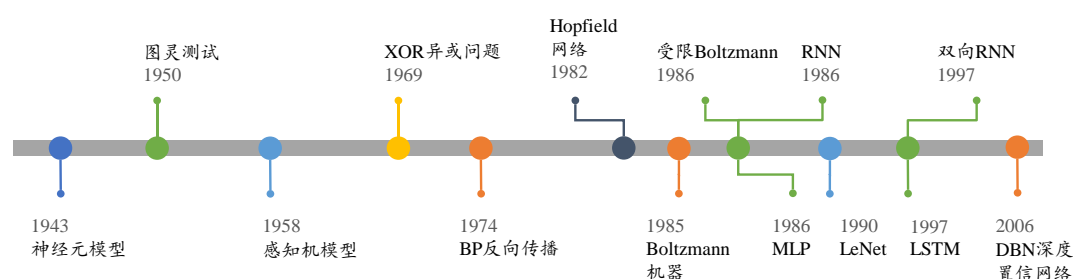 图灵测试
1950
XOR异或问题
1969
Hopfield
网络
1982
受限Boltzmann
1986
RNN
1986
双向RNN
1997
1943
神经元模型
1958
感知机模型
1974
BP反向传播
1985
Boltzmann
机器
1986
MLP
1990
LeNet
1997
LSTM
2006
DBN深度
置信网络